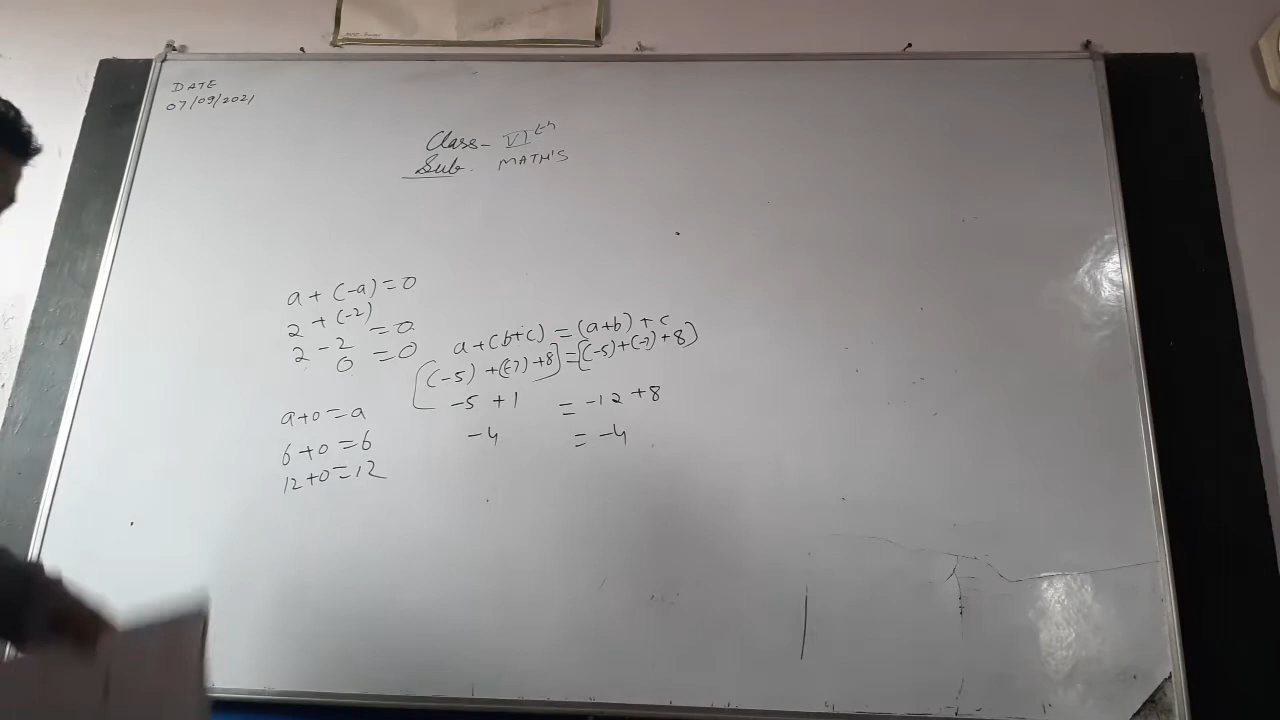 DATE
07/09/2021
Class- VIth
Sub. MATH'S
a + (-a) = 0
2 + (-2)
2 - 2 = 0
0 = 0
a+0=a
6+0=6
12+0=12
a+(b+c) = (a+b) + c
[(-5) +(-7) +8] = [(-5)+(-7)+8)
-5 +1 = -12 +8
-4 = -4